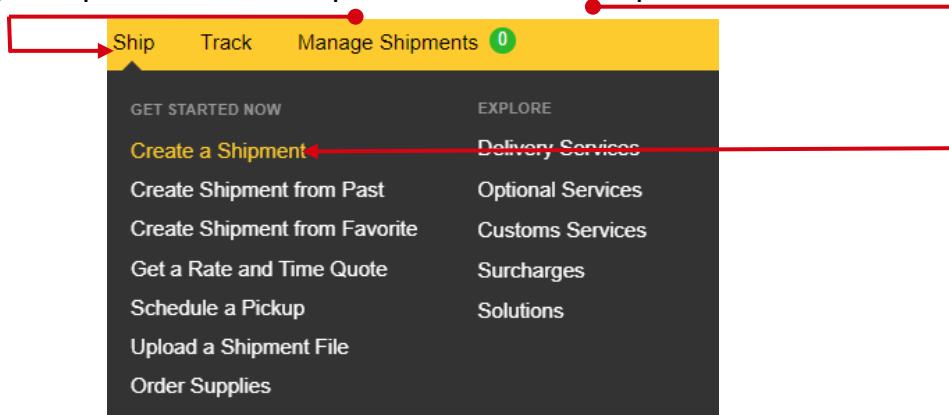 Ship Track Manage Shipments 0
GET STARTED NOW
Create a Shipment
Create Shipment from Past
Create Shipment from Favorite
Get a Rate and Time Quote
Schedule a Pickup
Upload a Shipment File
Order Supplies
EXPLORE
Delivery Services
Optional Services
Customs Services
Surcharges
Solutions